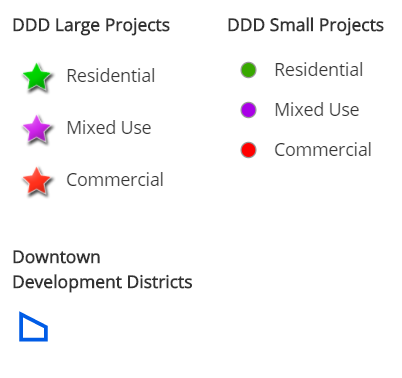 DDD Large Projects
Residential
Mixed Use
Commercial
DDD Small Projects
Residential
Mixed Use
Commercial
Downtown
Development Districts